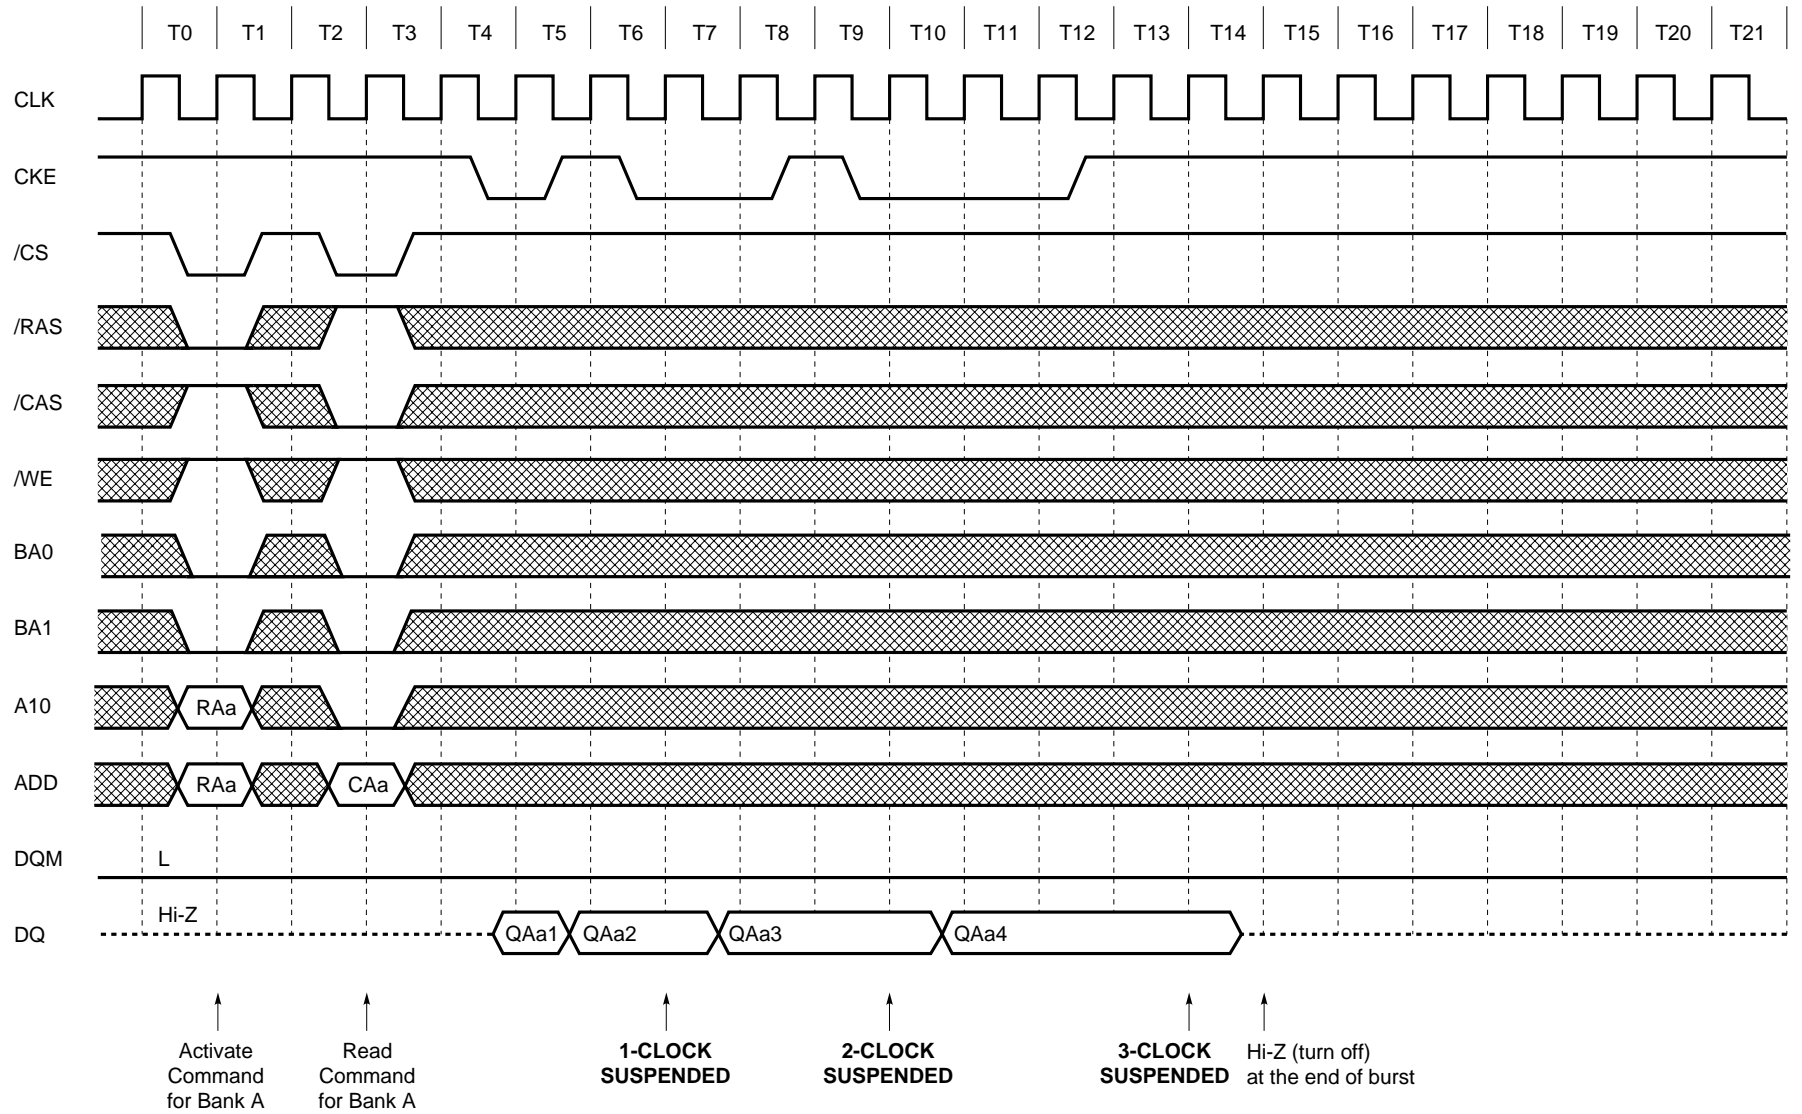 T0 T1 T2 T3 T4 T5 T6 T7 T8 T9 T10 T11 T12 T13 T14 T15 T16 T17 T18 T19 T20 T21
CLK
CKE
/CS
/RAS
/CAS
/WE
BA0
BA1
A10 RAa
ADD RAa CAa
DQM L
Hi-Z
DQ QAa1 QAa2 QAa3 QAa4
Activate
Command
for Bank A
Read
Command
for Bank A
1-CLOCK
SUSPENDED
2-CLOCK
SUSPENDED
3-CLOCK
SUSPENDED
Hi-Z (turn off)
at the end of burst